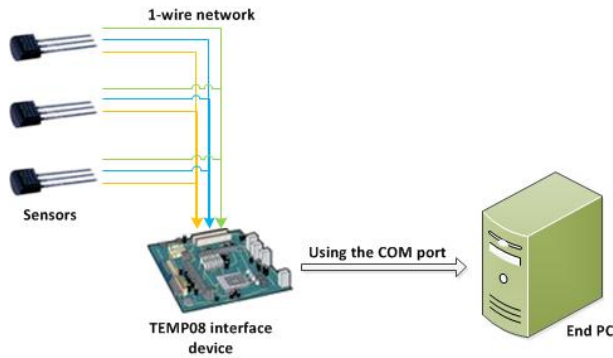 1-wire network
Sensors
Using the COM port
TEMP08 interface
device
End PC